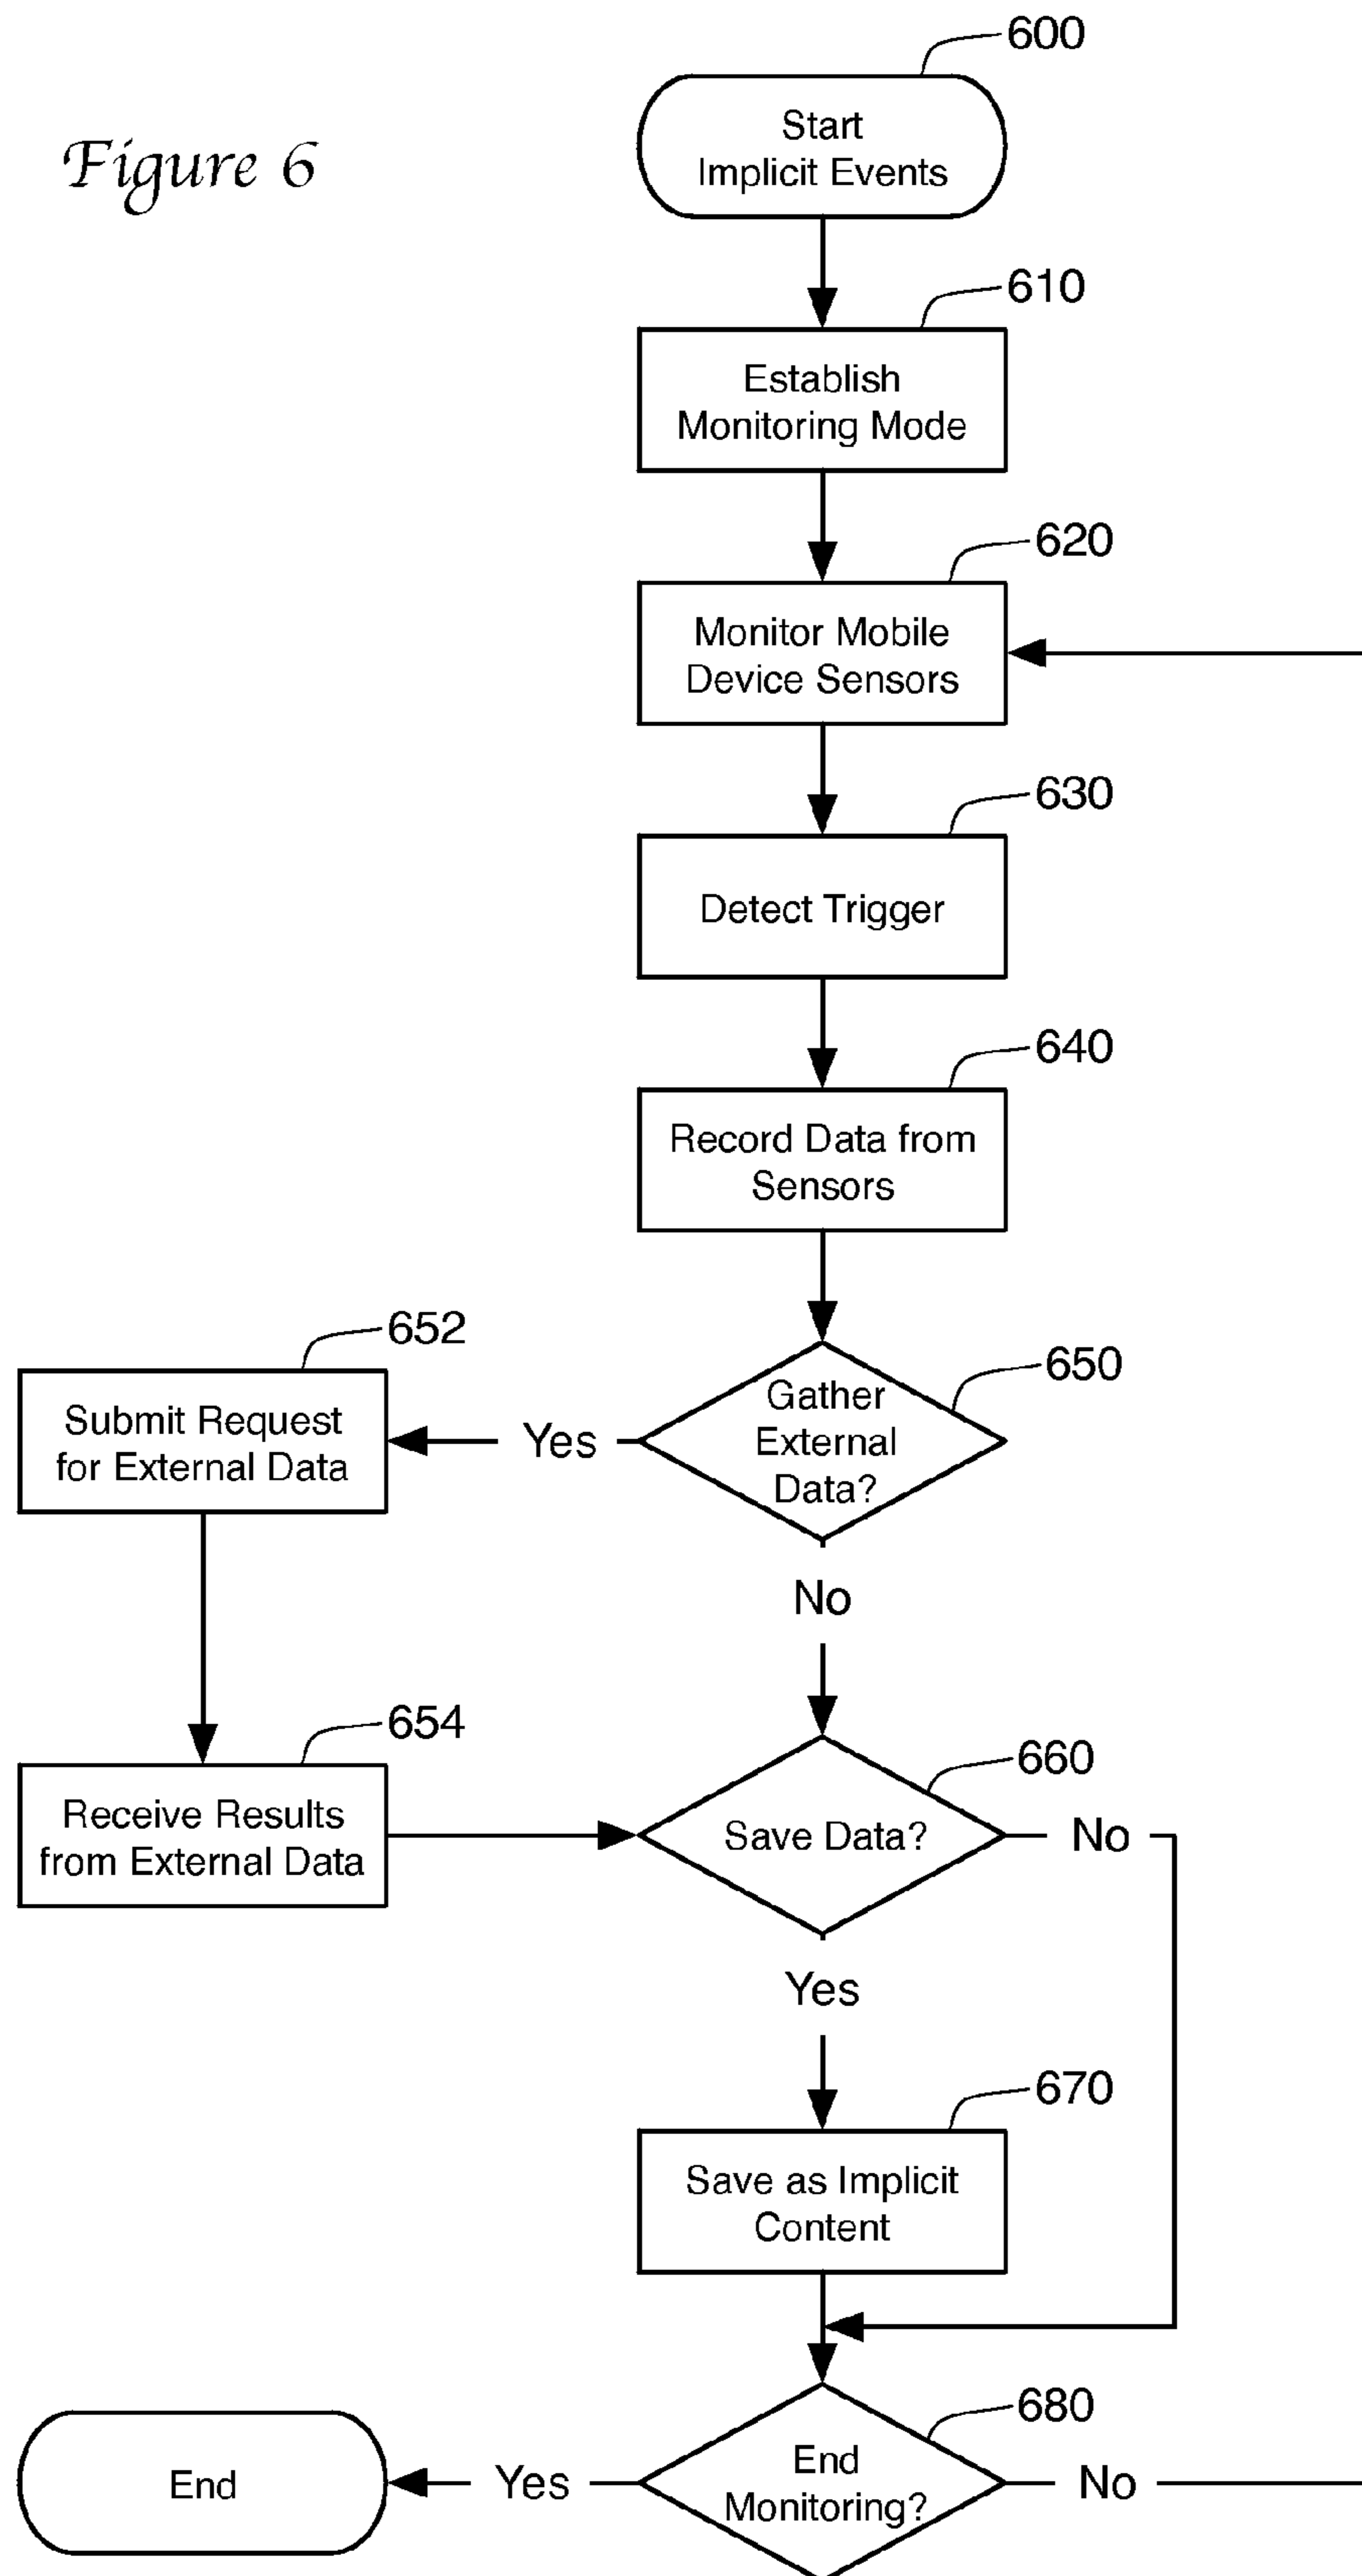 Figure 6
600
Start
Implicit Events
610
Establish
Monitoring Mode
620
Monitor Mobile
Device Sensors
630
Detect Trigger
640
Record Data from
Sensors
650
Gather
External
Data?
Yes
652
Submit Request
for External Data
No
654
Receive Results
from External Data
660
Save Data?
No
Yes
670
Save as Implicit
Content
680
End
Monitoring?
Yes
No
End